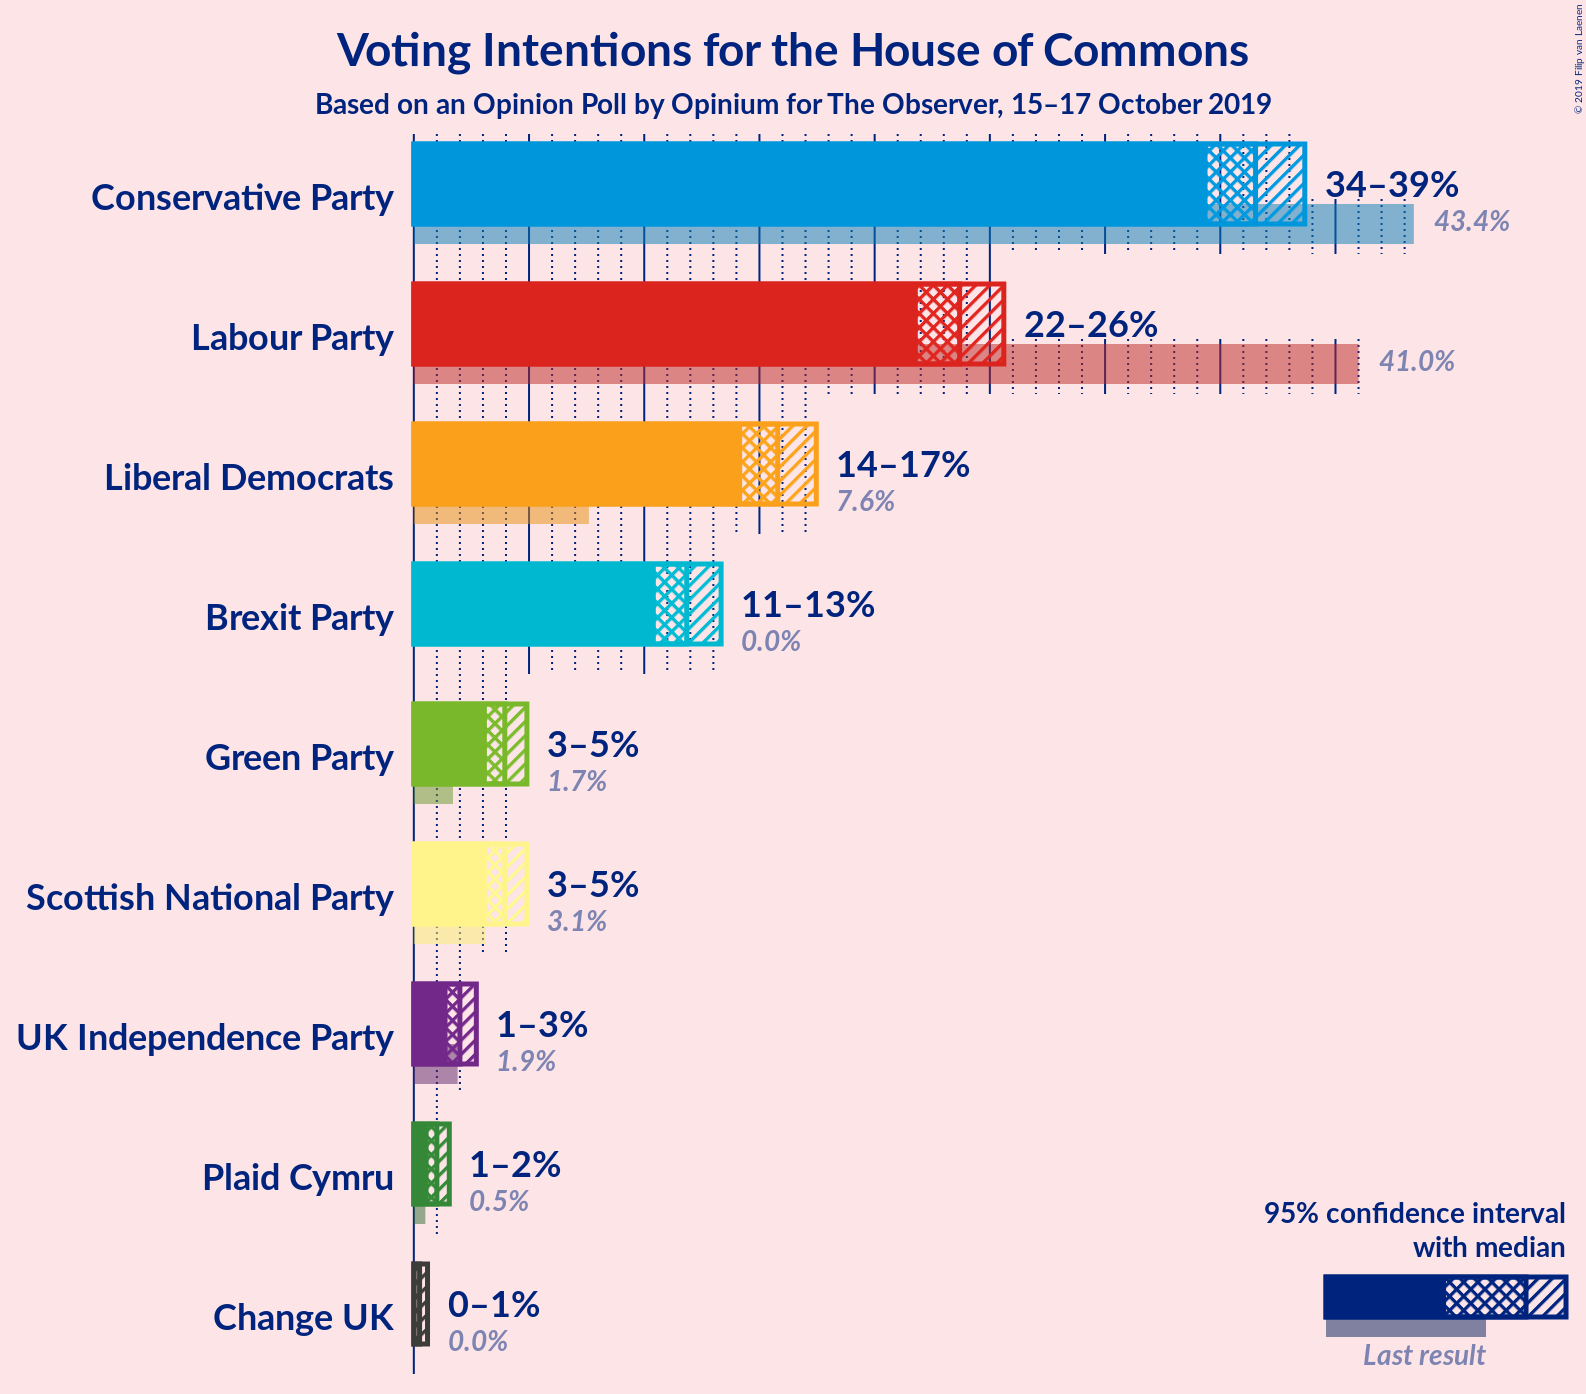 Voting Intentions for the House of Commons
Based on an Opinion Poll by Opinium for The Observer, 15–17 October 2019
© 2019 Filip van Laenen
Conservative Party
34–39%
43.4%
Labour Party
22–26%
41.0%
Liberal Democrats
14–17%
7.6%
Brexit Party
11–13%
0.0%
Green Party
3–5%
1.7%
Scottish National Party
3–5%
3.1%
UK Independence Party
1–3%
1.9%
Plaid Cymru
1–2%
0.5%
Change UK
0–1%
0.0%
95% confidence interval
with median
Last result